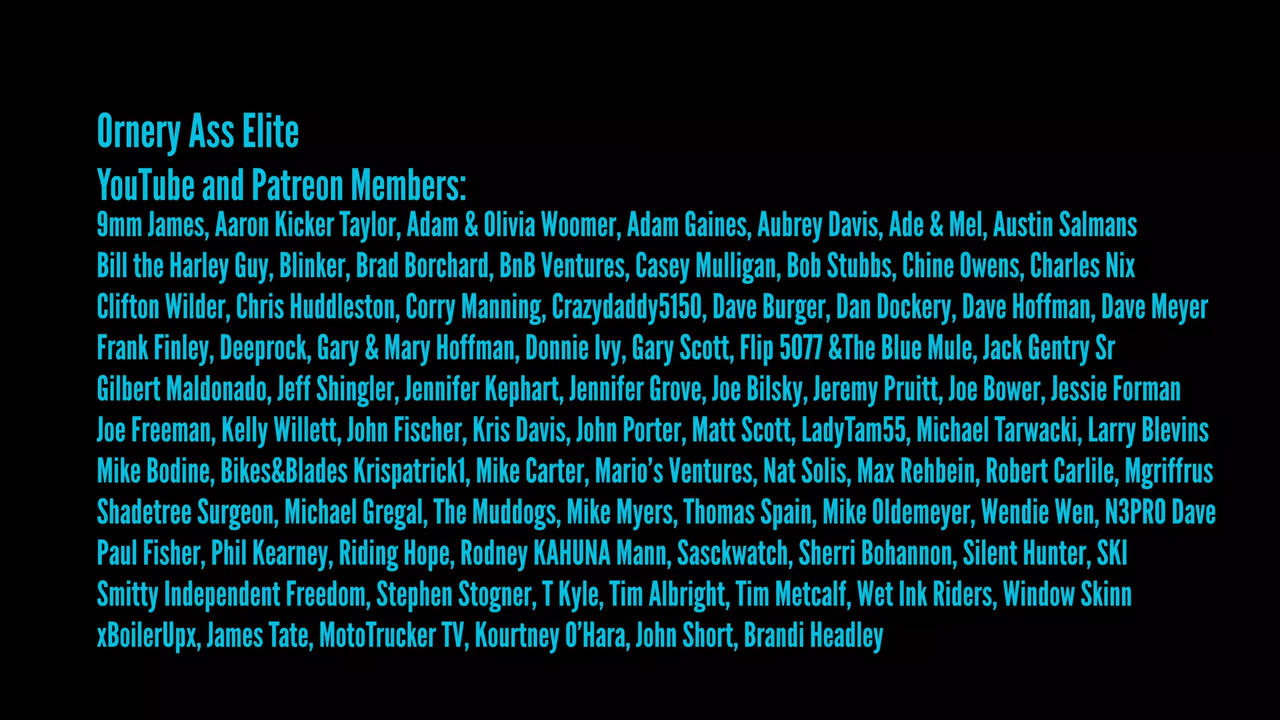 Ornery Ass Elite
YouTube and Patreon Members:
9mm James, Aaron Kicker Taylor, Adam & Olivia Woomer, Adam Gaines, Aubrey Davis, Ade & Mel, Austin Salmans
Bill the Harley Guy, Blinker, Brad Borchard, BnB Ventures, Casey Mulligan, Bob Stubbs, Chine Owens, Charles Nix
Clifton Wilder, Chris Huddleston, Corry Manning, Crazydaddy5150, Dave Burger, Dan Dockery, Dave Hoffman, Dave Meyer
Frank Finley, Deeprock, Gary & Mary Hoffman, Donnie Ivy, Gary Scott, Flip 5077 &The Blue Mule, Jack Gentry Sr
Gilbert Maldonado, Jeff Shingler, Jennifer Kephart, Jennifer Grove, Joe Bilsky, Jeremy Pruitt, Joe Bower, Jessie Forman
Joe Freeman, Kelly Willett, John Fischer, Kris Davis, John Porter, Matt Scott, LadyTam55, Michael Tarwacki, Larry Blevins
Mike Bodine, Bikes&Blades Krispatrick1, Mike Carter, Mario's Ventures, Nat Solis, Max Rehbein, Robert Carlile, Mgriffrus
Shadetree Surgeon, Michael Gregal, The Muddogs, Mike Myers, Thomas Spain, Mike Oldemeyer, Wendie Wen, N3PRO Dave
Paul Fisher, Phil Kearney, Riding Hope, Rodney KAHUNA Mann, Sasckwatch, Sherri Bohannon, Silent Hunter, SKI
Smitty Independent Freedom, Stephen Stogner, T Kyle, Tim Albright, Tim Metcalf, Wet Ink Riders, Window Skinn
xBoilerUpx, James Tate, MotoTrucker TV, Kourtney O'Hara, John Short, Brandi Headley